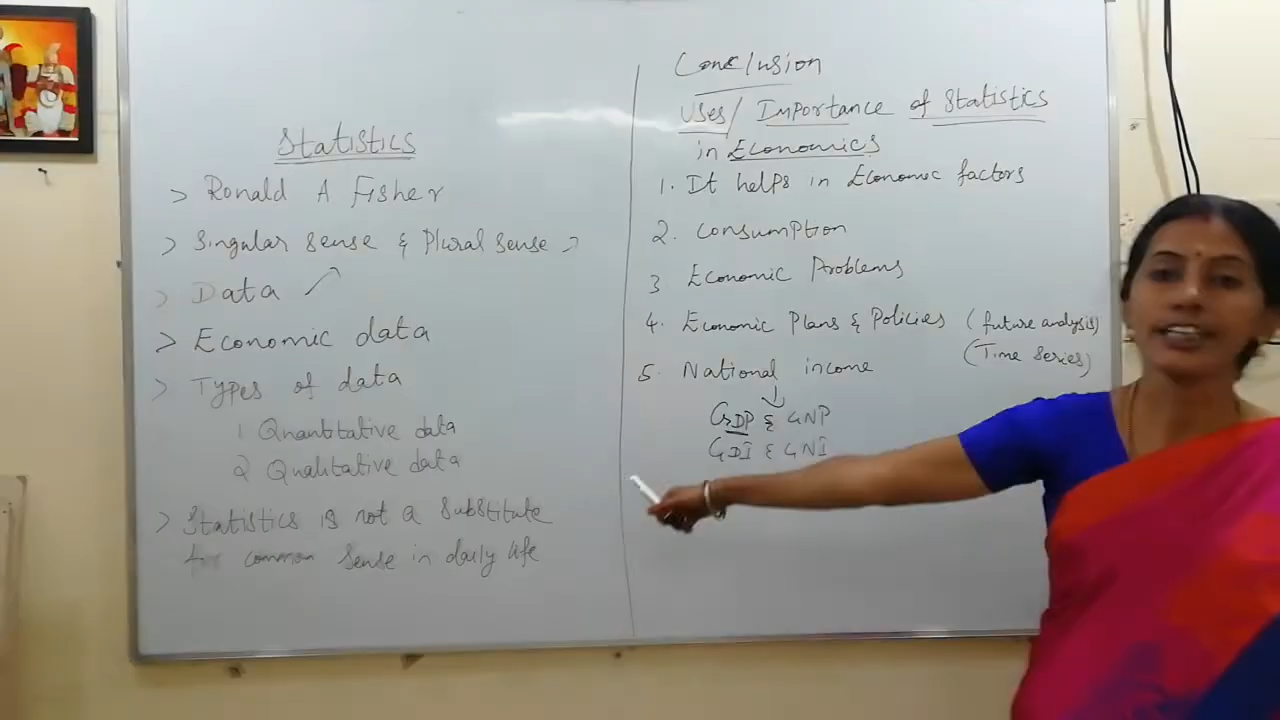 Statistics
> Ronald A Fisher
> Singular sense & Plural sense >
> Data
> Economic data
> Types of data
1 Quantitative data
2 Qualitative data
> Statistics is not a substitute
for common sense in daily life
Conclusion
Uses/ Importance of Statistics
in Economics
1. It helps in Economic factors
2. Consumption
3 Economic Problems
4. Economic Plans & Policies (future analysis)
(Time series)
5. National income
GDP & GNP
GDI & GNI